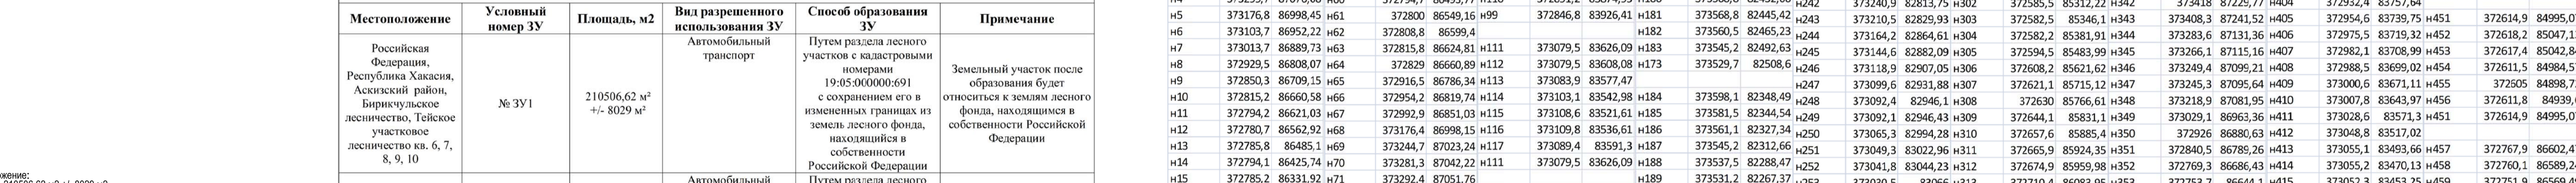 Местоположение Условный номер ЗУ Площадь, м2 Вид разрешенного использования ЗУ Способ образования ЗУ Примечание
Российская
Федерация,
Республика Хакасия,
Аскизский район,
Бирикчульское
лесничество, Тейское
участковое
лесничество кв. 6, 7,
8, 9, 10
№ ЗУ1
210506,62 м²
+/- 8029 м²
Автомобильный
транспорт
Путем раздела лесного
участков с кадастровыми
номерами
19:05:000000:691
с сохранением его в
измененных границах из
земель лесного фонда,
находящийся в
собственности
Российской Федерации
Земельный участок после
образования будет
относиться к землям лесного
фонда, находящимся в
собственности Российской
Федерации
Автомобильный Путем раздела лесного
н5 373176,8 86998,45 н61 372800 86549,16 н99 372846,8 83926,41 н181 373568,8 82445,42 н243 373210,5 82829,93 н303 372582,5 85346,1 н343 373408,3 87241,52 н405 372954,6 83739,75 н451 372614,9
н6 373103,7 86952,22 н62 372808,8 86599,4 н182 373560,5 82465,23 н244 373164,2 82864,61 н304 372582,2 85381,91 н344 373283,6 87131,36 н406 372975,5 83719,32 н452 372618,2
н7 373013,7 86889,73 н63 372815,8 86624,81 н111 373079,5 83626,09 н183 373545,2 82492,63 н245 373144,6 82882,09 н305 372594,5 85483,99 н345 373266,1 87115,16 н407 372982,1 83708,99 н453 372617,4
н8 372929,5 86808,07 н64 372829 86660,89 н112 373079,5 83608,08 н173 373529,7 82508,6 н246 373118,9 82907,05 н306 372608,2 85621,62 н346 373249,4 87099,21 н408 372988,5 83699,02 н454 372611,5
н9 372850,3 86709,15 н65 372916,5 86786,34 н113 373083,9 83577,47 н247 373099,6 82931,88 н307 372621,1 85715,12 н347 373245,3 87095,64 н409 373000,6 83671,11 н455 372605
н10 372815,2 86660,58 н66 372954,2 86819,74 н114 373103,1 83542,98 н184 373598,1 82348,49 н248 373092,4 82946,1 н308 372630 85766,61 н348 373218,9 87081,95 н410 373007,8 83643,97 н456 372611,8
н11 372794,2 86621,03 н67 372992,9 86851,03 н115 373108,6 83521,61 н185 373581,5 82344,54 н249 373092,1 82946,43 н309 372644,1 85831,1 н349 373029,1 86963,36 н411 373028,6 83571,3 н451 372614,9
н12 372780,7 86562,92 н68 373176,4 86998,15 н116 373109,8 83536,61 н186 373561,1 82327,34 н250 373065,3 82994,28 н310 372657,6 85885,4 н350 372926 86880,63 н412 373048,8 83517,02
н13 372785,8 86485,1 н69 373244,7 87023,24 н117 373089,4 83591,3 н187 373545,2 82312,66 н251 373049,3 83022,96 н311 372665,9 85924,35 н351 372840,5 86789,26 н413 373055,1 83493,66 н457 372767,9
н14 372794,1 86425,74 н70 373281,3 87042,22 н111 373079,5 83626,09 н188 373537,5 82288,47 н252 373041,8 83044,23 н312 372674,9 85959,98 н352 372769,3 86686,43 н414 373055,2 83470,13 н458 372760,1
н15 372785,2 86331,92 н71 373292,4 87051,76 н189 373531,2 82267,37